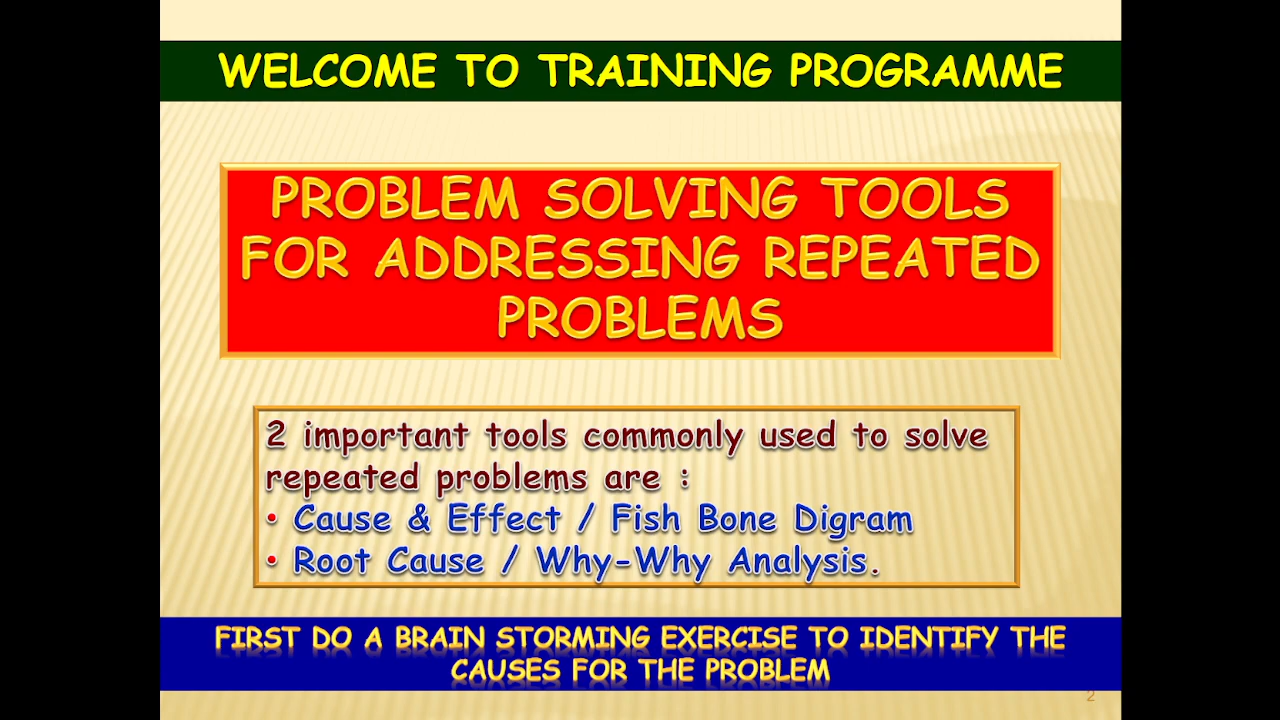 WELCOME TO TRAINING PROGRAMME
PROBLEM SOLVING TOOLS
FOR ADDRESSING REPEATED
PROBLEMS
2 important tools commonly used to solve
repeated problems are :
• Cause & Effect / Fish Bone Digram
• Root Cause / Why-Why Analysis.
FIRST DO A BRAIN STORMING EXERCISE TO IDENTIFY THE
CAUSES FOR THE PROBLEM
2